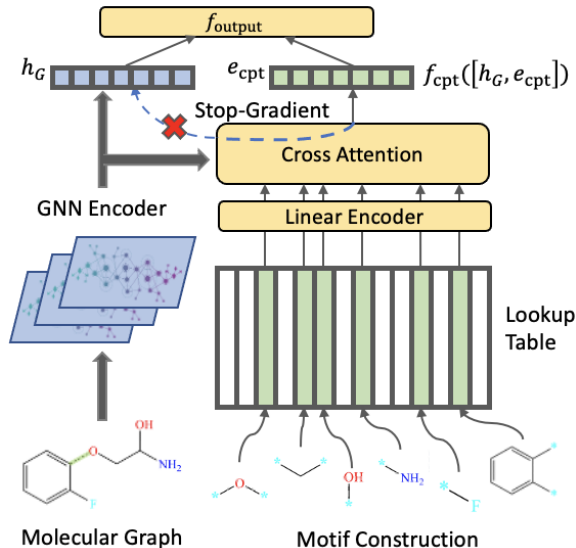 f_output
h_G
e_cpt
f_cpt([h_G, e_cpt])
Stop-Gradient
Cross Attention
GNN Encoder
Linear Encoder
Lookup
Table
OH
O
NH₂
F
* O *
* *
OH
*
* NH₂
* F
*
*
Molecular Graph
Motif Construction